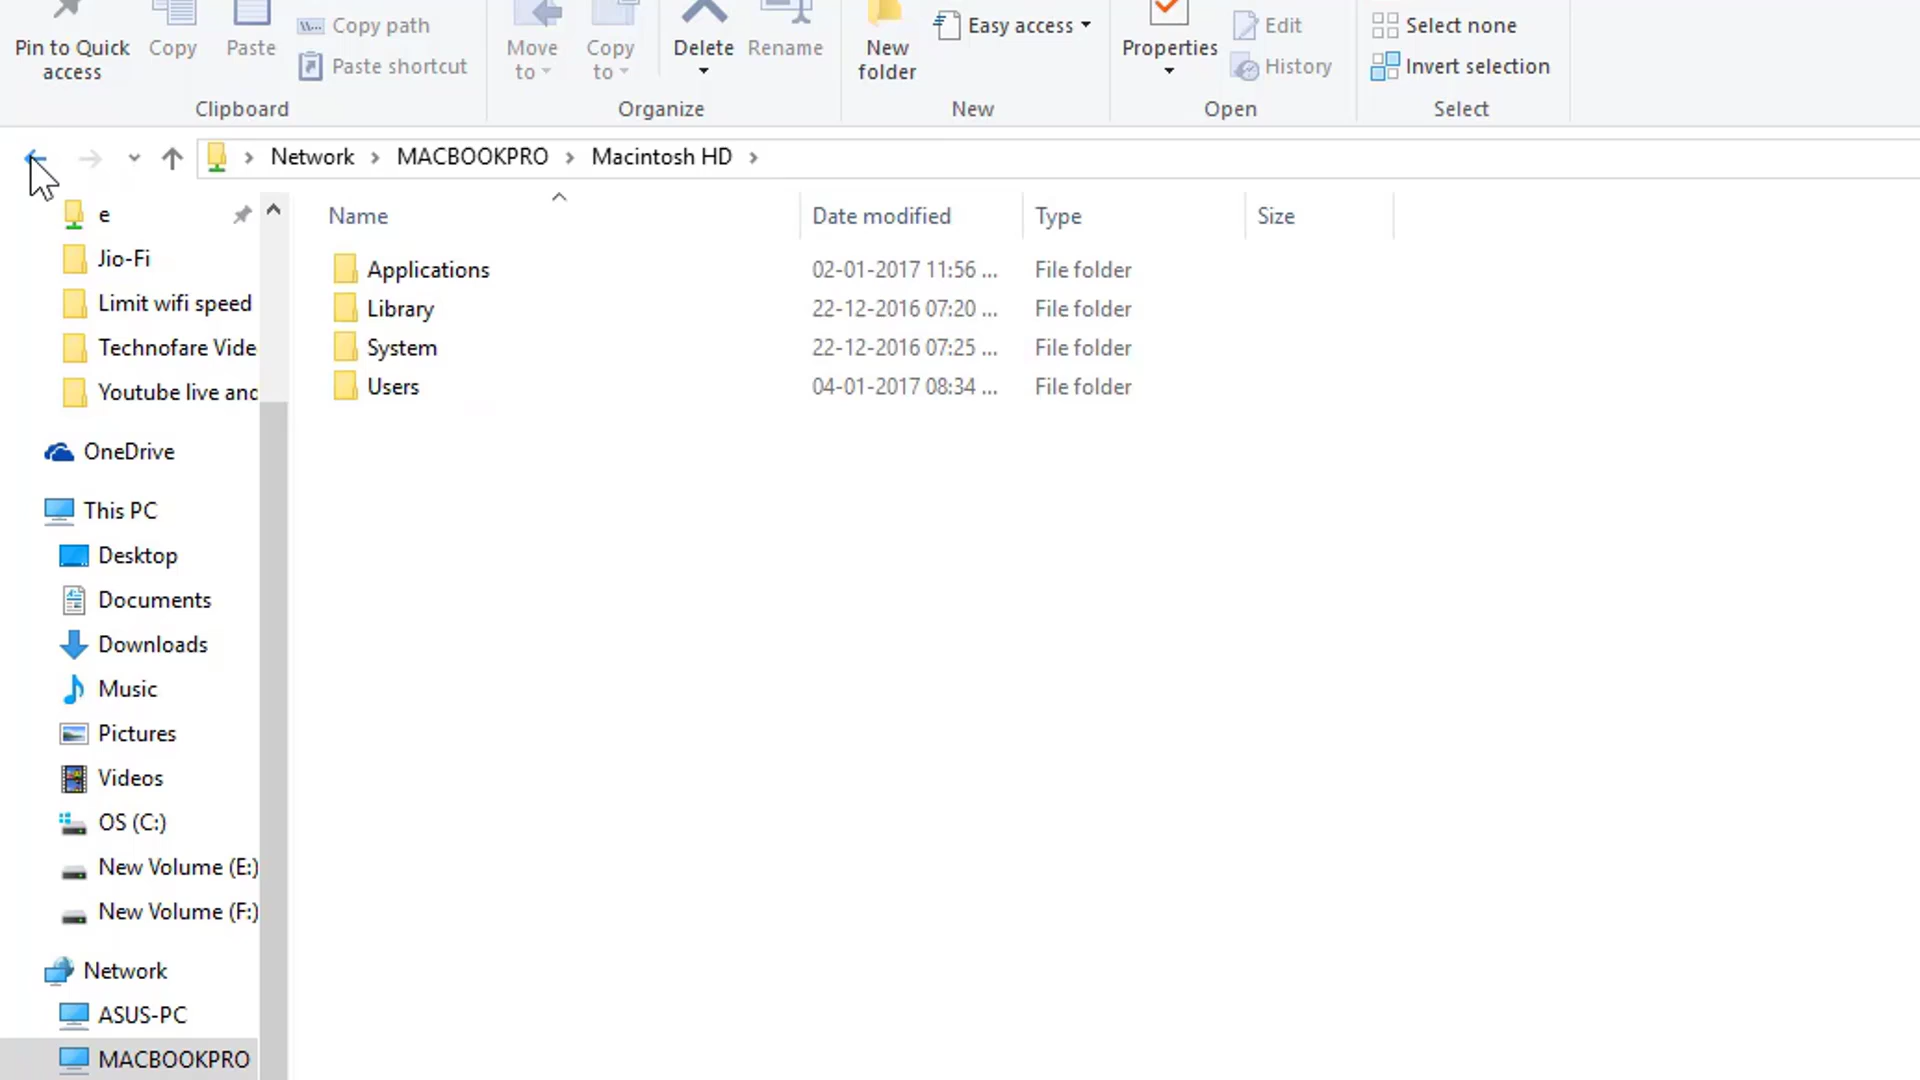 Pin to Quick
access
Copy
Paste
Copy path
Paste shortcut
Clipboard
Move
to
Copy
to
Delete
Rename
Organize
New
folder
Easy access
New
Properties
Edit
History
Open
Select none
Invert selection
Select
Network MACBOOKPRO Macintosh HD
Name Date modified Type Size
Applications 02-01-2017 11:56 ... File folder
Library 22-12-2016 07:20 ... File folder
System 22-12-2016 07:25 ... File folder
Users 04-01-2017 08:34 ... File folder
e
Jio-Fi
Limit wifi speed
Technofare Vide
Youtube live and
OneDrive
This PC
Desktop
Documents
Downloads
Music
Pictures
Videos
OS (C:)
New Volume (E:)
New Volume (F:)
Network
ASUS-PC
MACBOOKPRO